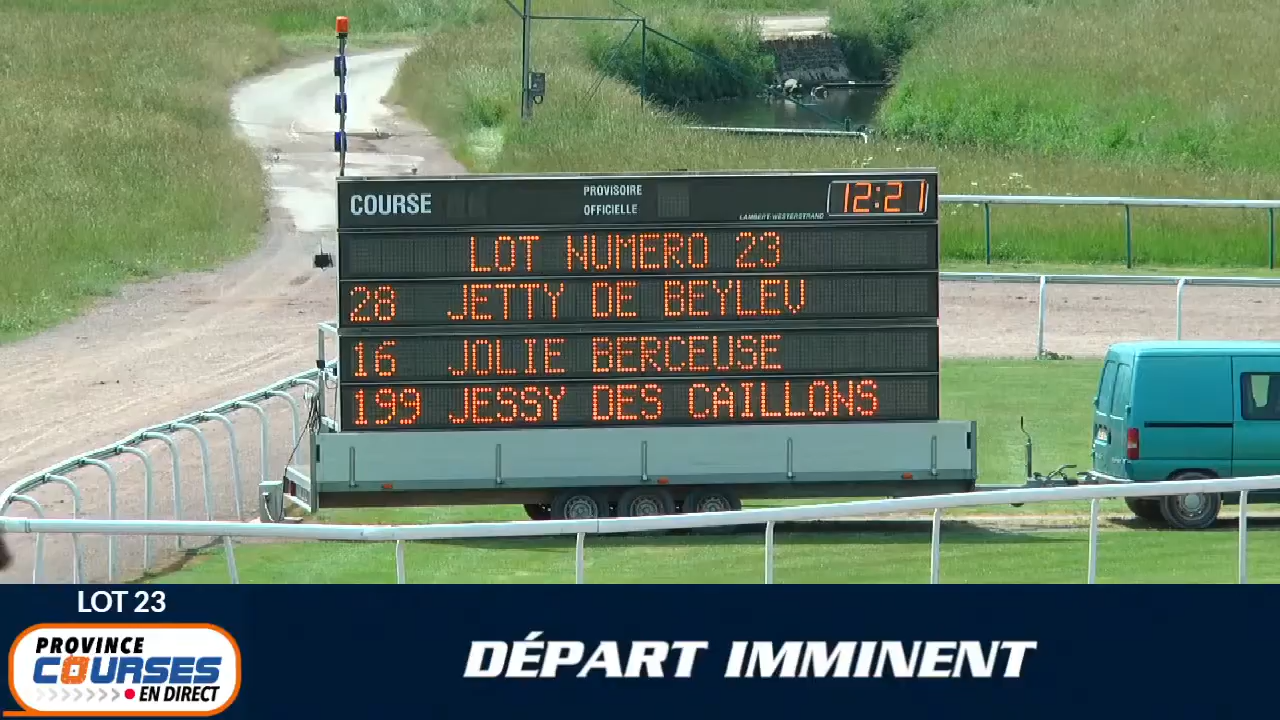 COURSE
PROVISOIRE
OFFICIELLE
LAMBERT-WESTERSTRAND
12:21
LOT NUMERO 23
28 JETTY DE BEYLEV
16 JOLIE BERCEUSE
199 JESSY DES CAILLONS
LOT 23
PROVINCE
COURSES
EN DIRECT
DÉPART IMMINENT